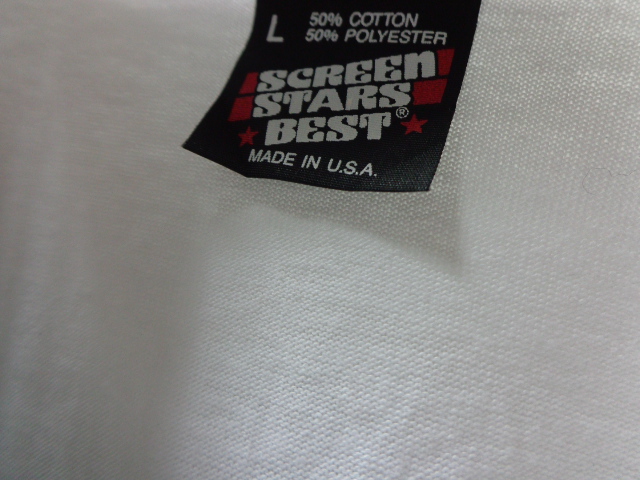 L
50% COTTON
50% POLYESTER
SCREEN
STARS
BEST®
MADE IN U.S.A.